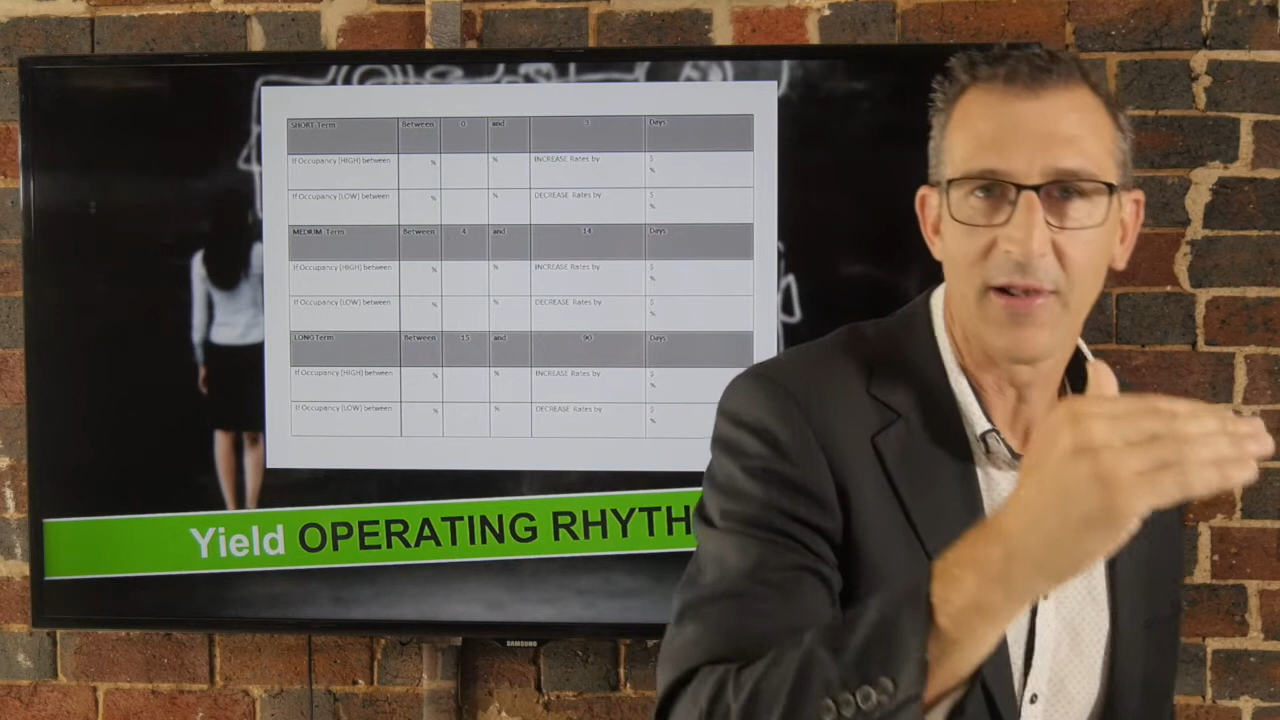 SHORT-Term Between 0 and 3 Days
If Occupancy (HIGH) between % % INCREASE Rates by $
%
If Occupancy (LOW) between % % DECREASE Rates by $
%
MEDIUM Term Between 4 and 14 Days
If Occupancy (HIGH) between % % INCREASE Rates by $
%
If Occupancy (LOW) between % % DECREASE Rates by $
%
LONG Term Between 15 and 90 Days
If Occupancy (HIGH) between % % INCREASE Rates by $
%
If Occupancy (LOW) between % % DECREASE Rates by $
%
Yield OPERATING RHYTH
SAMSUNG